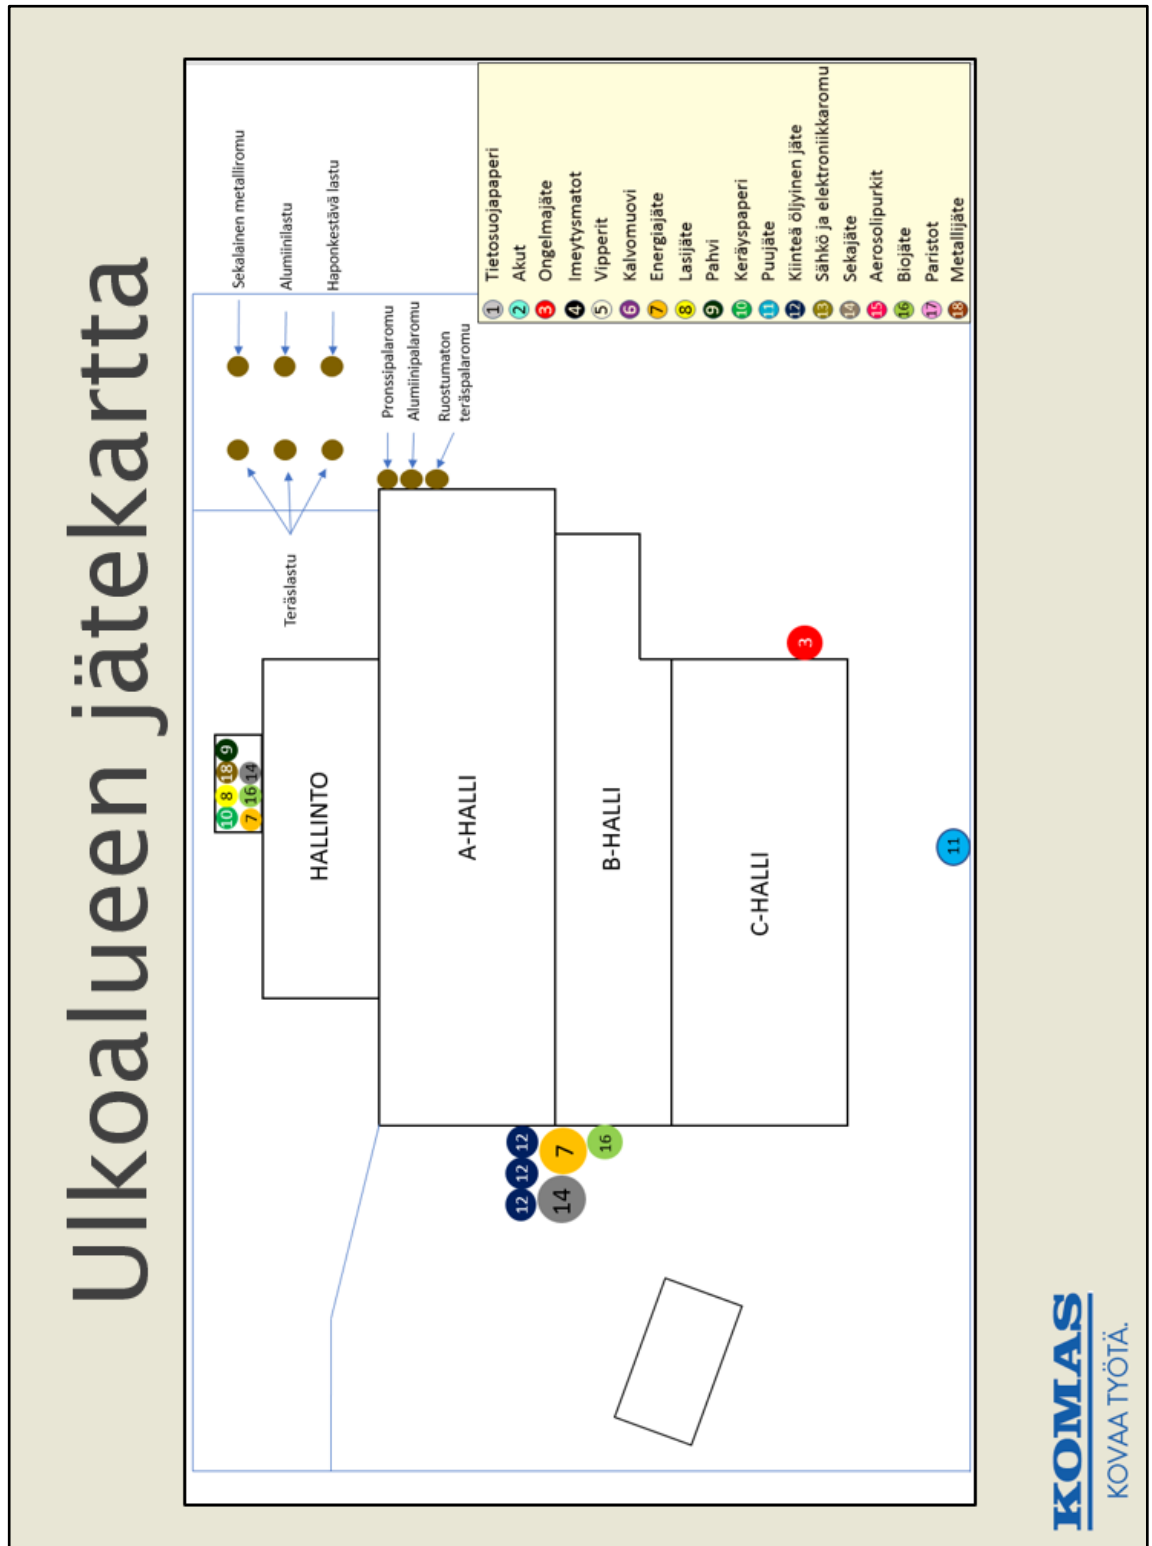 Ulkoalueen jätekartta
Sekalainen metalliromu
Alumiinilastu
Haponkestävä lastu
Teräslastu
Pronssipalaromu
Alumiinipalaromu
Ruostumaton
teräspalaromu
10 8 18 9
7 16 14
HALLINTO
A-HALLI
B-HALLI
C-HALLI
12 12 12
14 7
16
3
11
1 Tietosuojapaperi
2 Akut
3 Ongelmajäte
4 Imeytysmatot
5 Vipperit
6 Kalvomuovi
7 Energiajäte
8 Lasijäte
9 Pahvi
10 Keräyspaperi
11 Puujäte
12 Kiinteä öljyinen jäte
13 Sähkö ja elektroniikkaromu
14 Sekajäte
15 Aerosolipurkit
16 Biojäte
17 Paristot
18 Metallijäte
KOMAS
KOVAA TYÖTÄ.